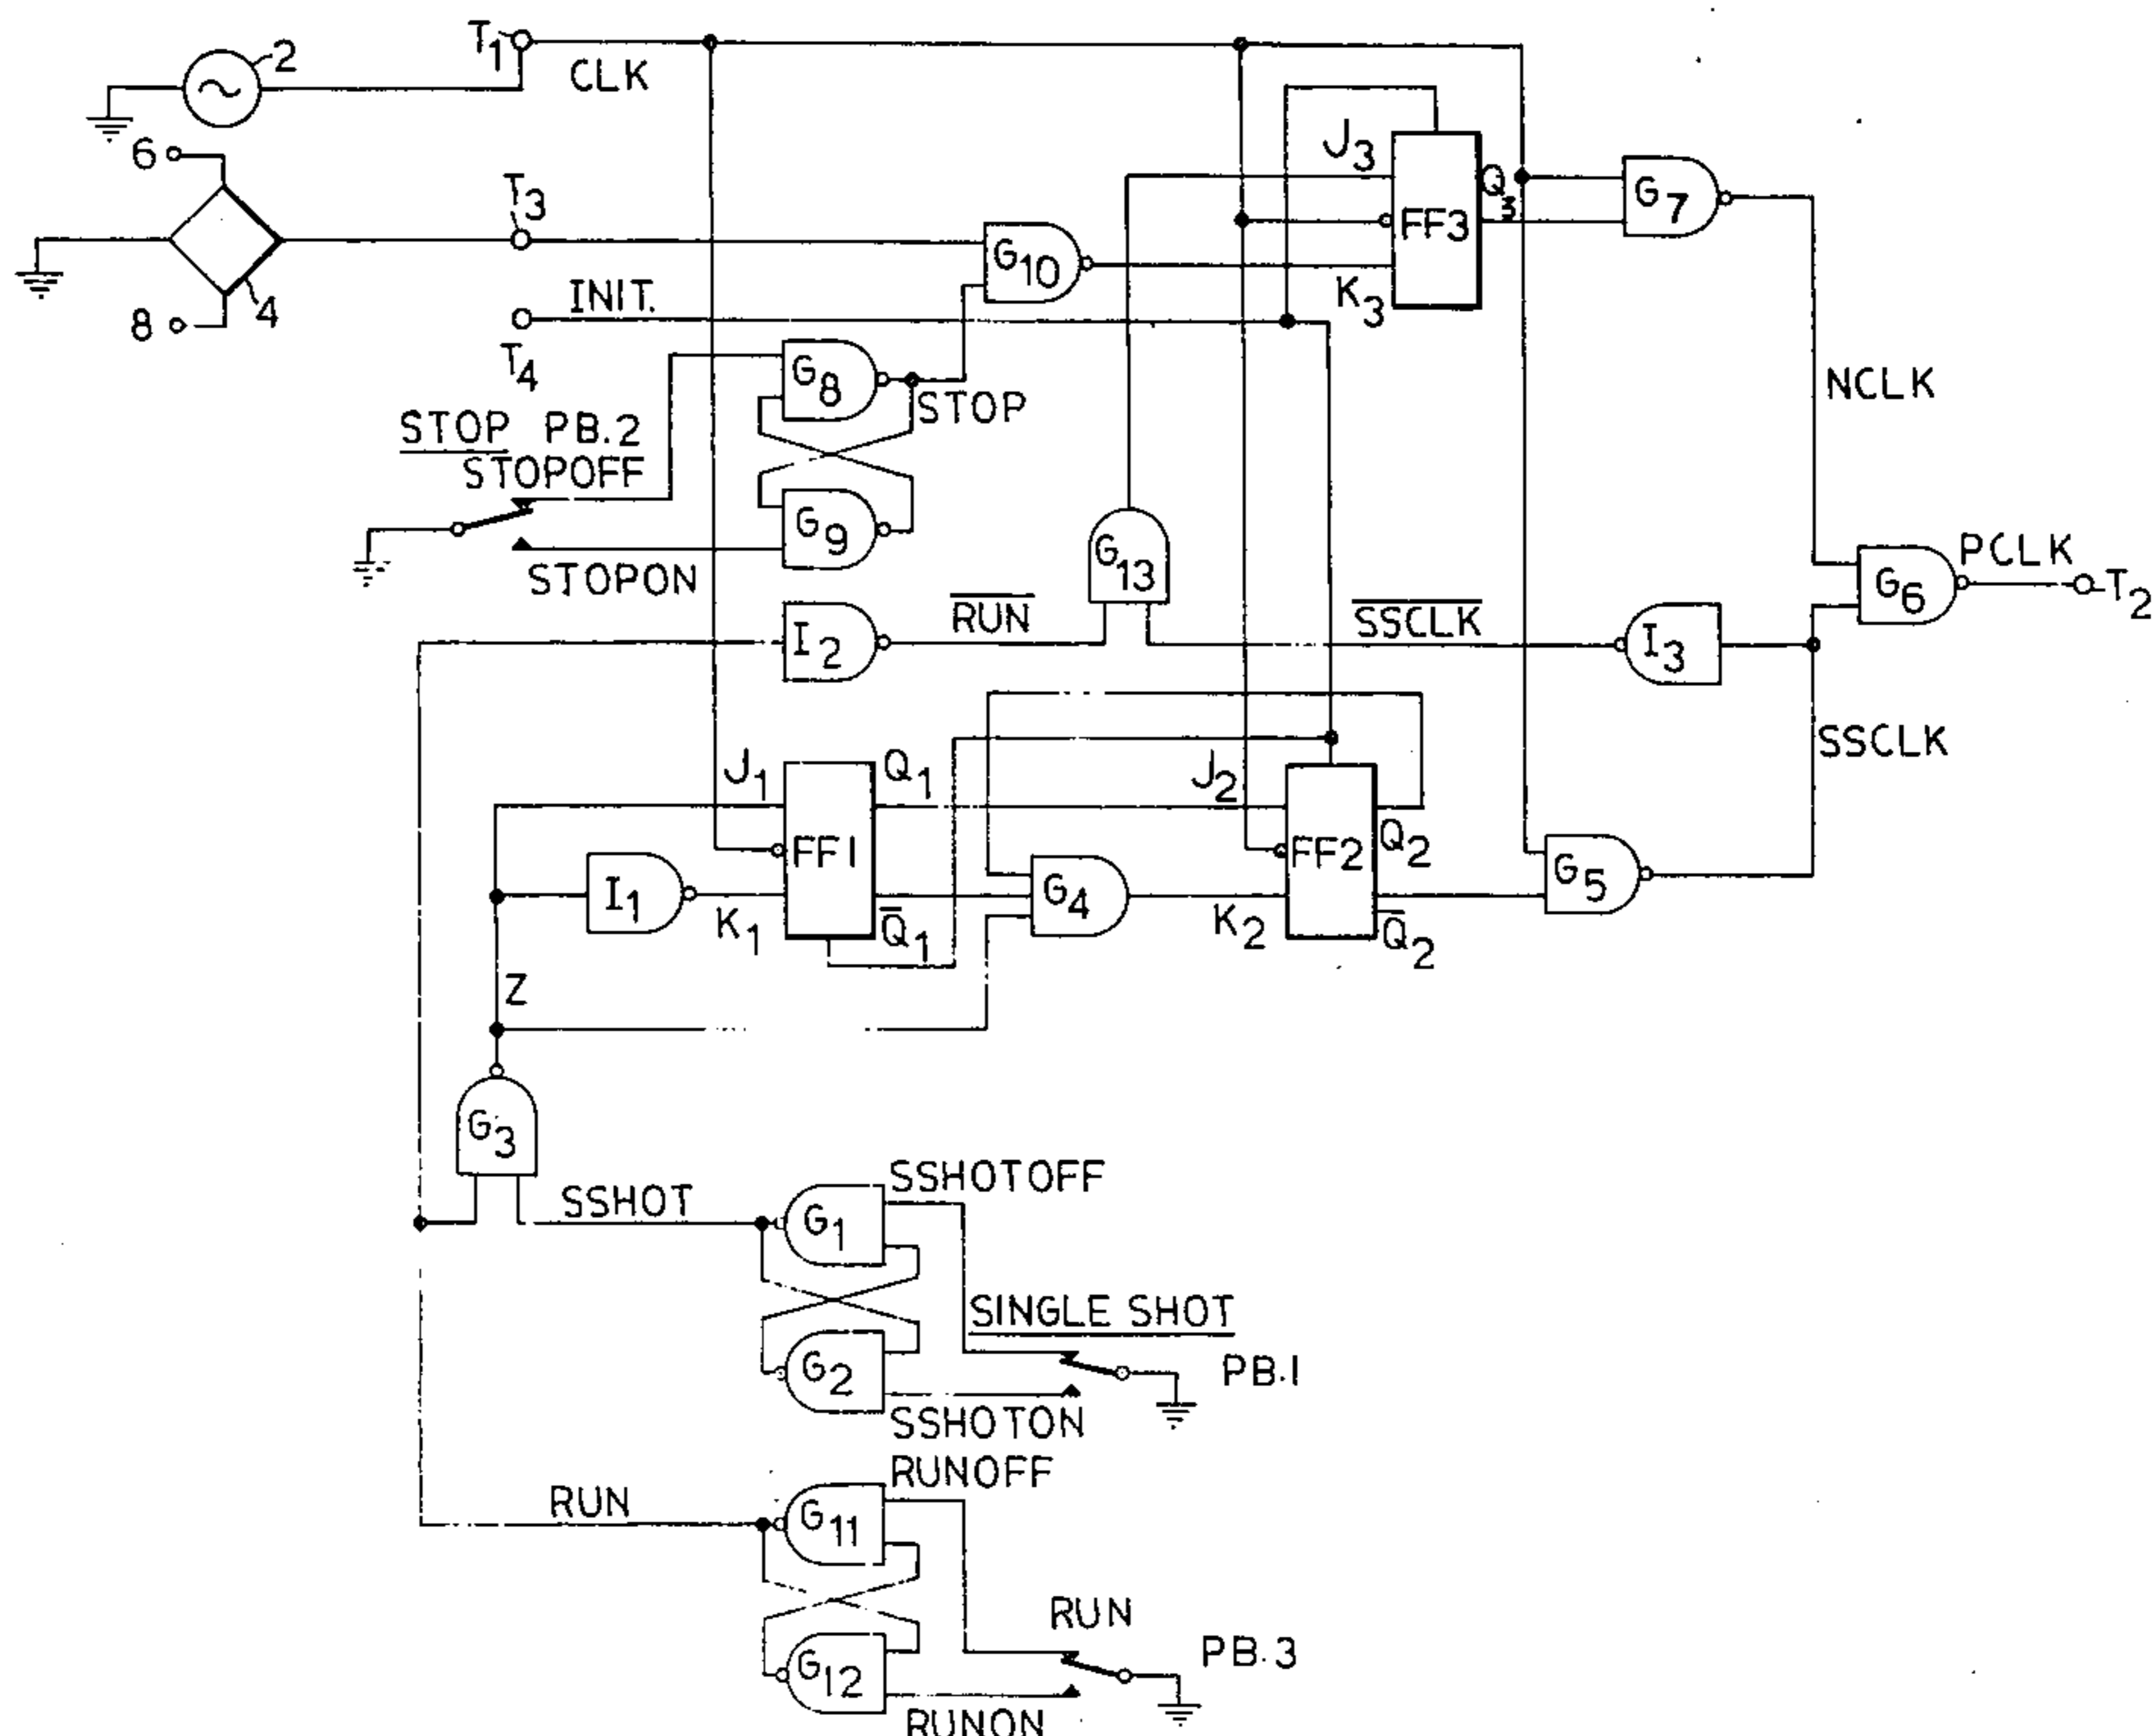 T1
2
CLK
6
J3
Q3
G7
T3
FF3
G10
INIT.
K3
8
4
T4
G8
NCLK
STOP
STOP PB.2
STOPOFF
G9
G13
PCLK
T2
STOPON
G6
RUN
SSCLK
I2
I3
SSCLK
J1
Q1
J2
FF1
FF2
Q2
G5
I1
G4
K1
Q̅1
K2
Q̅2
Z
G3
SSHOTOFF
SSHOT
G1
SINGLE SHOT
PB.1
G2
SSHOTON
RUNOFF
RUN
G11
RUN
PB.3
G12
RUNON